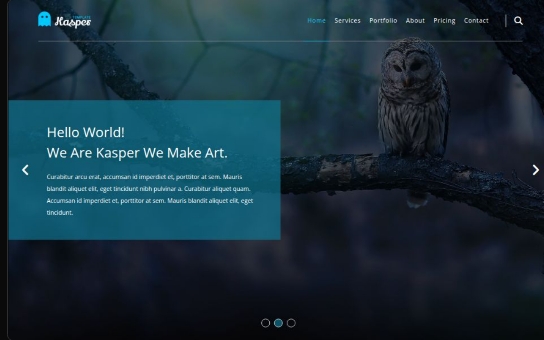 TEMPLATE
Kasper
Home Services Portfolio About Pricing Contact
Hello World!
We Are Kasper We Make Art.
Curabitur arcu erat, accumsan id imperdiet et, porttitor at sem. Mauris
blandit aliquet elit, eget tincidunt nibh pulvinar a. Curabitur aliquet quam.
Accumsan id imperdiet et, porttitor at sem. Mauris blandit aliquet elit, eget
tincidunt.